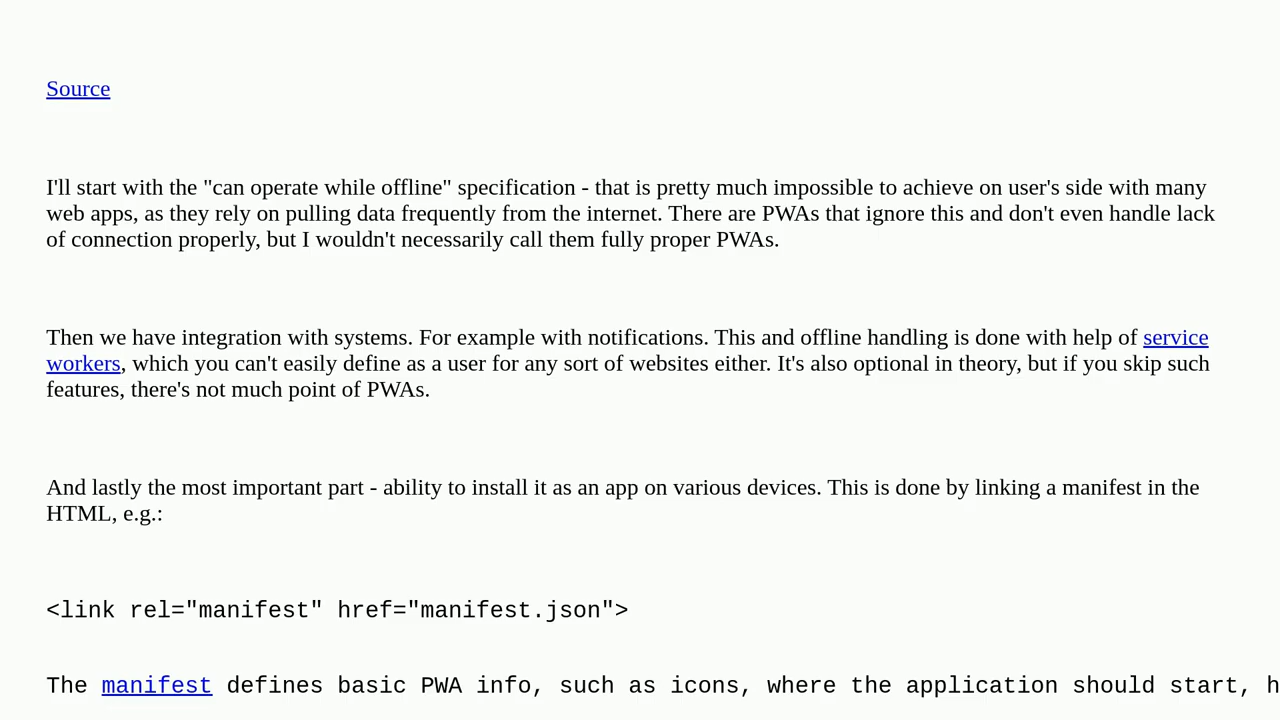 Source
I'll start with the "can operate while offline" specification - that is pretty much impossible to achieve on user's side with many
web apps, as they rely on pulling data frequently from the internet. There are PWAs that ignore this and don't even handle lack
of connection properly, but I wouldn't necessarily call them fully proper PWAs.
Then we have integration with systems. For example with notifications. This and offline handling is done with help of service
workers, which you can't easily define as a user for any sort of websites either. It's also optional in theory, but if you skip such
features, there's not much point of PWAs.
And lastly the most important part - ability to install it as an app on various devices. This is done by linking a manifest in the
HTML, e.g.:
<link rel="manifest" href="manifest.json">
The manifest defines basic PWA info, such as icons, where the application should start, h